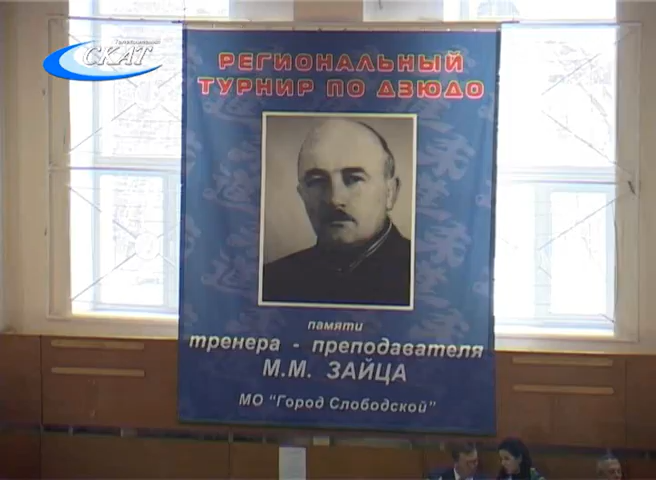 СКАТ
РЕГИОНАЛЬНЫЙ
ТУРНИР ПО ДЗЮДО
памяти
тренера - преподавателя
М.М. ЗАЙЦА
МО "Город Слободской"